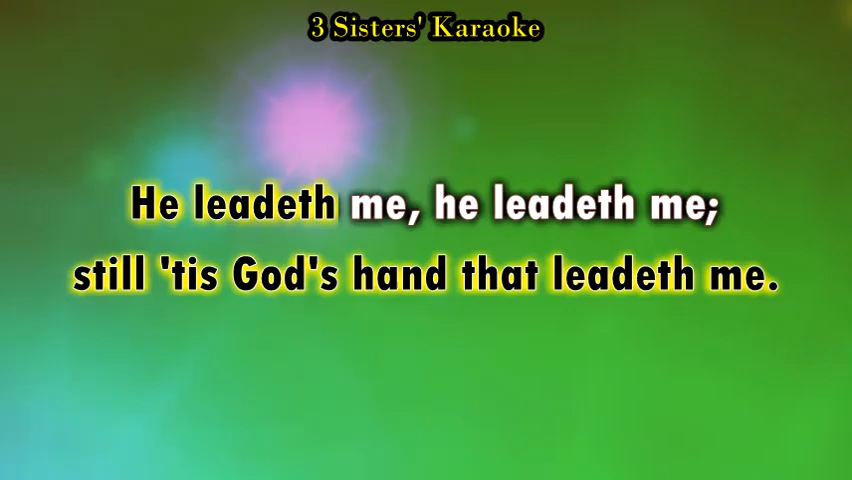 3 Sisters' Karaoke
He leadeth me, he leadeth me;
still 'tis God's hand that leadeth me.